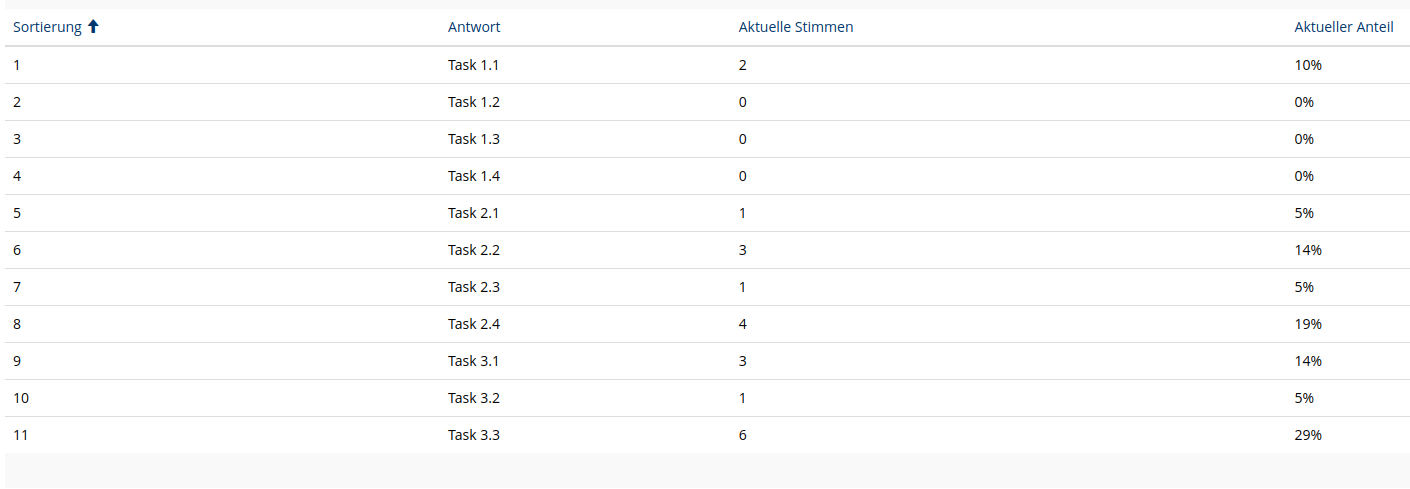 Sortierung Antwort Aktuelle Stimmen Aktueller Anteil
1 Task 1.1 2 10%
2 Task 1.2 0 0%
3 Task 1.3 0 0%
4 Task 1.4 0 0%
5 Task 2.1 1 5%
6 Task 2.2 3 14%
7 Task 2.3 1 5%
8 Task 2.4 4 19%
9 Task 3.1 3 14%
10 Task 3.2 1 5%
11 Task 3.3 6 29%